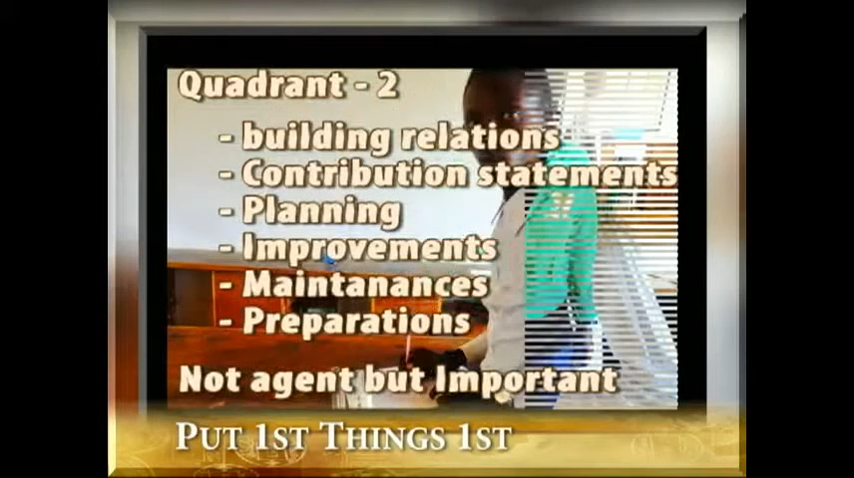 Quadrant - 2
- building relations
- Contribution statements
- Planning
- Improvements
- Maintanances
- Preparations
Not agent but Important
PUT 1ST THINGS 1ST